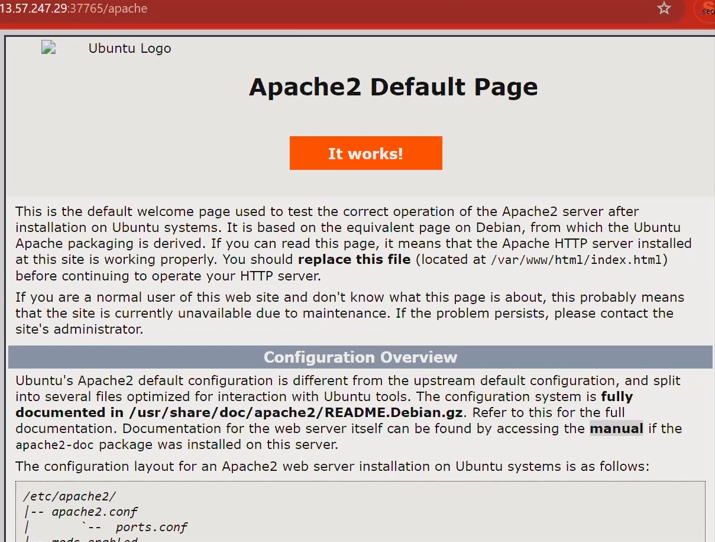 13.57.247.29:37765/apache
Ubuntu Logo
Apache2 Default Page
It works!
This is the default welcome page used to test the correct operation of the Apache2 server after
installation on Ubuntu systems. It is based on the equivalent page on Debian, from which the Ubuntu
Apache packaging is derived. If you can read this page, it means that the Apache HTTP server installed
at this site is working properly. You should replace this file (located at /var/www/html/index.html)
before continuing to operate your HTTP server.
If you are a normal user of this web site and don't know what this page is about, this probably means
that the site is currently unavailable due to maintenance. If the problem persists, please contact the
site's administrator.
Configuration Overview
Ubuntu's Apache2 default configuration is different from the upstream default configuration, and split
into several files optimized for interaction with Ubuntu tools. The configuration system is fully
documented in /usr/share/doc/apache2/README.Debian.gz. Refer to this for the full
documentation. Documentation for the web server itself can be found by accessing the manual if the
apache2-doc package was installed on this server.
The configuration layout for an Apache2 web server installation on Ubuntu systems is as follows:
/etc/apache2/
|-- apache2.conf
|       `--  ports.conf
|-- mods-enabled